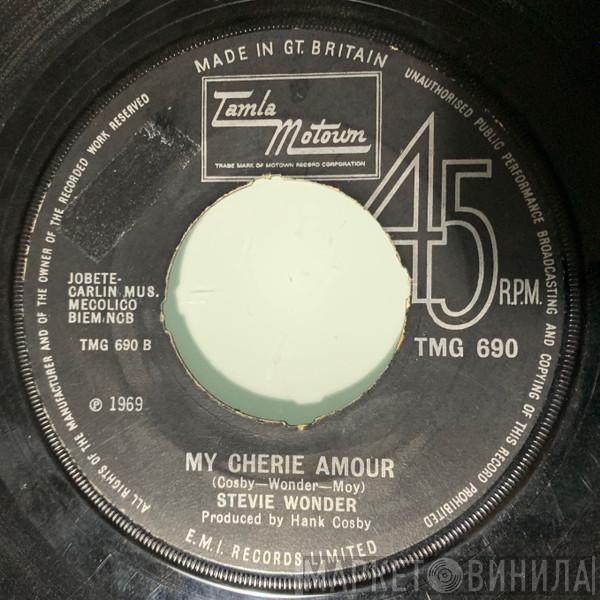 MADE IN GT. BRITAIN
UNAUTHORISED PUBLIC PERFORMANCE BROADCASTING AND COPYING OF THIS RECORD PROHIBITED
ALL RIGHTS OF THE MANUFACTURER AND OF THE OWNER OF THE RECORDED WORK RESERVED
Tamla
Motown
TRADE MARK OF MOTOWN RECORD CORPORATION
45
R.P.M.
JOBETE-
CARLIN MUS.
MECOLICO
BIEM/NCB
TMG 690 B
TMG 690
℗ 1969
MY CHERIE AMOUR
(Cosby—Wonder—Moy)
STEVIE WONDER
Produced by Hank Cosby
E.M.I. RECORDS LIMITED
МАРКЕТ ВИНИЛА